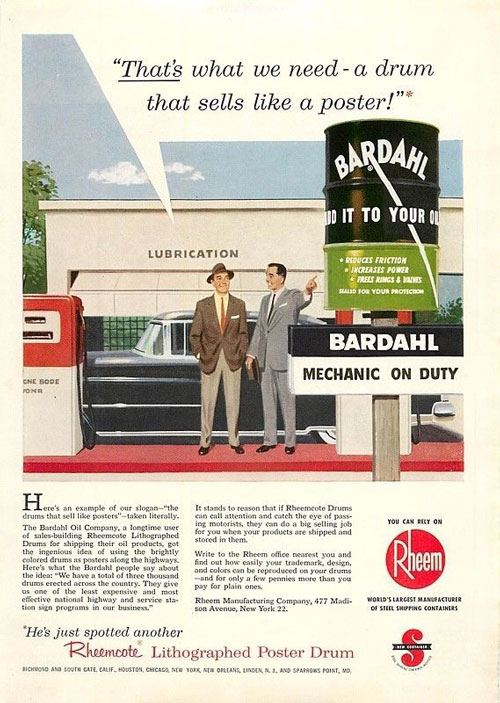 “That's what we need - a drum
that sells like a poster!”*
BARDAHL
DD IT TO YOUR OI
• REDUCES FRICTION
• INCREASES POWER
• FREES RINGS & VALVES
SEALED FOR YOUR PROTECTION
LUBRICATION
BARDAHL
MECHANIC ON DUTY
Here's an example of our slogan—"the
drums that sell like posters"—taken literally.
The Bardahl Oil Company, a longtime user
of sales-building Rheemcote Lithographed
Drums for shipping their oil products, got
the ingenious idea of using the brightly
colored drums as posters along the highways.
Here's what the Bardahl people say about
the idea: "We have a total of three thousand
drums erected across the country. They give
us one of the least expensive and most
effective national highway and service sta-
tion sign programs in our business."
It stands to reason that if Rheemcote Drums
can call attention and catch the eye of pass-
ing motorists, they can do a big selling job
for you when your products are shipped and
stored in them.
Write to the Rheem office nearest you and
find out how easily your trademark, design,
and colors can be reproduced on your drums
—and for only a few pennies more than you
pay for plain ones.
Rheem Manufacturing Company, 477 Madi-
son Avenue, New York 22.
YOU CAN RELY ON
Rheem
WORLD'S LARGEST MANUFACTURER
OF STEEL SHIPPING CONTAINERS
*He's just spotted another
Rheemcote® Lithographed Poster Drum
RICHMOND AND SOUTH GATE, CALIF., HOUSTON, CHICAGO, NEW YORK, NEW ORLEANS, LINDEN, N. J., AND SPARROWS POINT, MD.
S
NEW CONTAINER